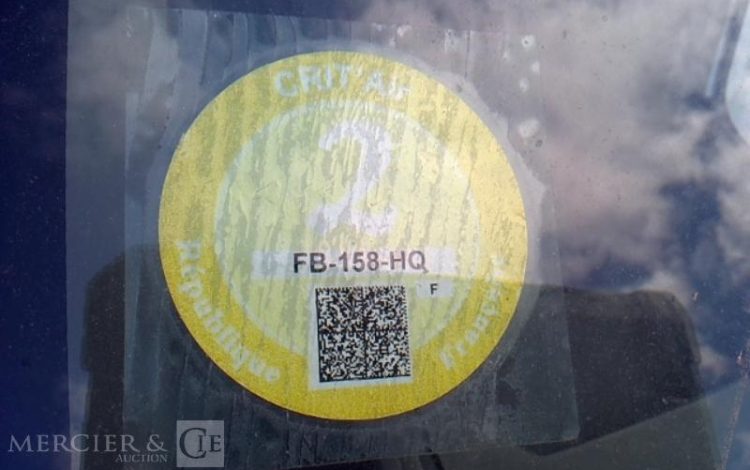 CRIT'Air
2
FB-158-HQ
F
République
Française
MERCIER & CIE
AUCTION